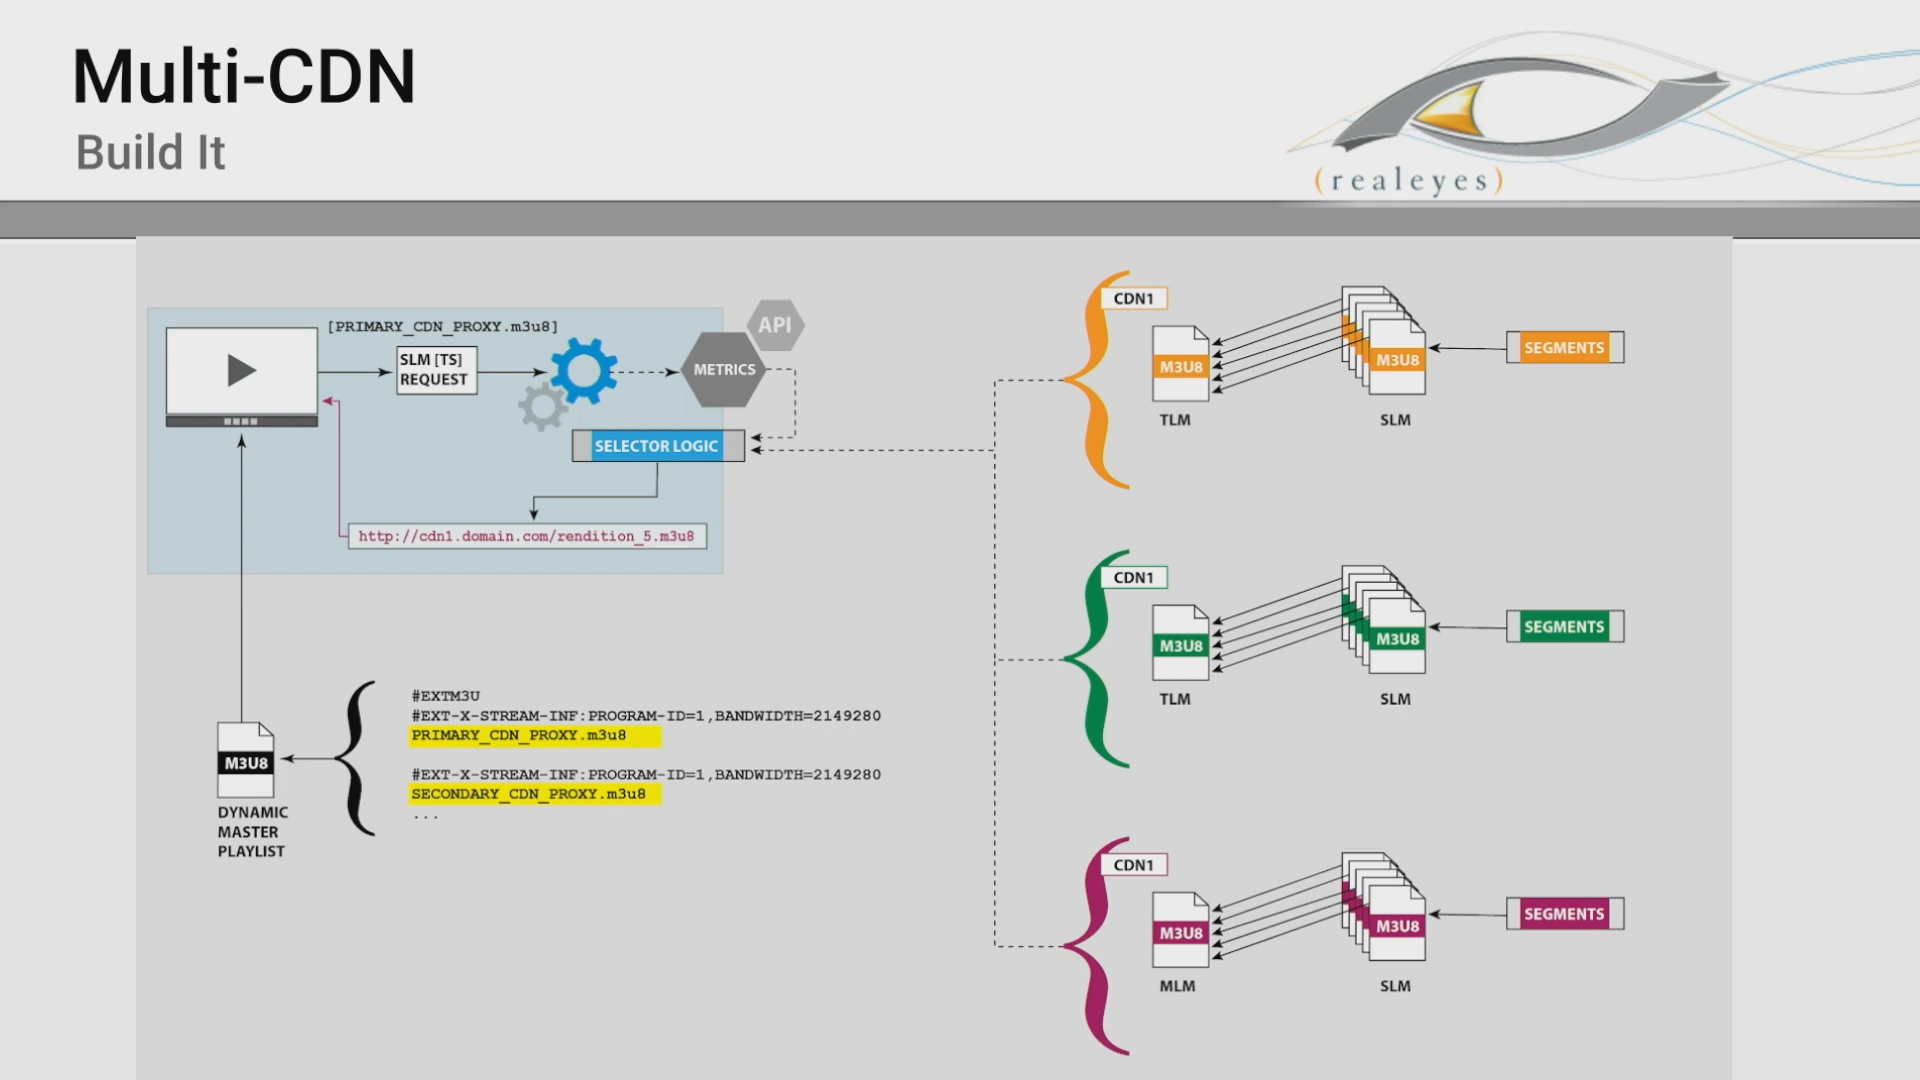 Multi-CDN
Build It
(realeyes)
[PRIMARY_CDN_PROXY.m3u8]
SLM [TS]
REQUEST
API
METRICS
SELECTOR LOGIC
http://cdn1.domain.com/rendition_5.m3u8
M3U8
DYNAMIC
MASTER
PLAYLIST
#EXTM3U
#EXT-X-STREAM-INF:PROGRAM-ID=1,BANDWIDTH=2149280
PRIMARY_CDN_PROXY.m3u8
#EXT-X-STREAM-INF:PROGRAM-ID=1,BANDWIDTH=2149280
SECONDARY_CDN_PROXY.m3u8
...
CDN1
M3U8
TLM
M3U8
SLM
SEGMENTS
CDN1
M3U8
TLM
M3U8
SLM
SEGMENTS
CDN1
M3U8
MLM
M3U8
SLM
SEGMENTS